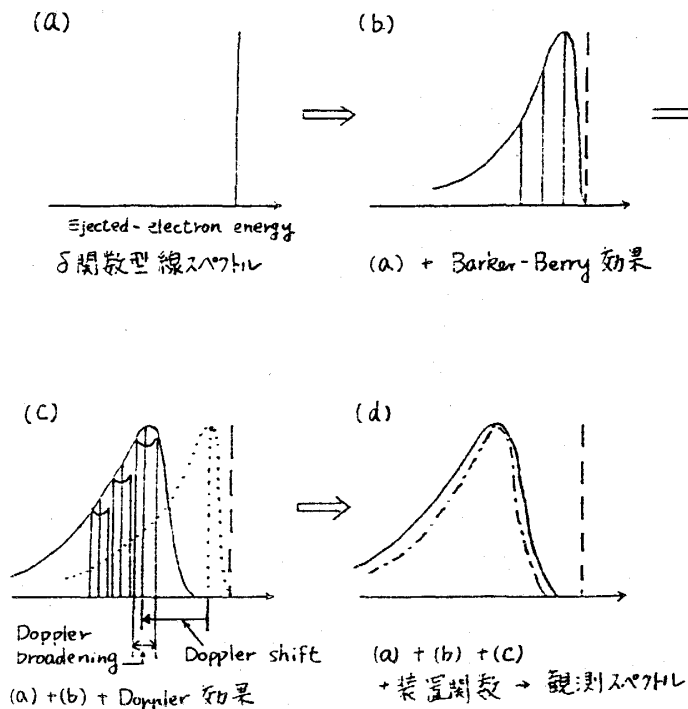 (a)
(b)
Ejected-electron energy
δ関数型線スペクトル
(a) + Barker-Berry 効果
(c)
(d)
Doppler broadening
Doppler shift
(a) +(b) + Doppler 効果
(a) + (b) + (c)
+ 装置関数 → 観測スペクトル